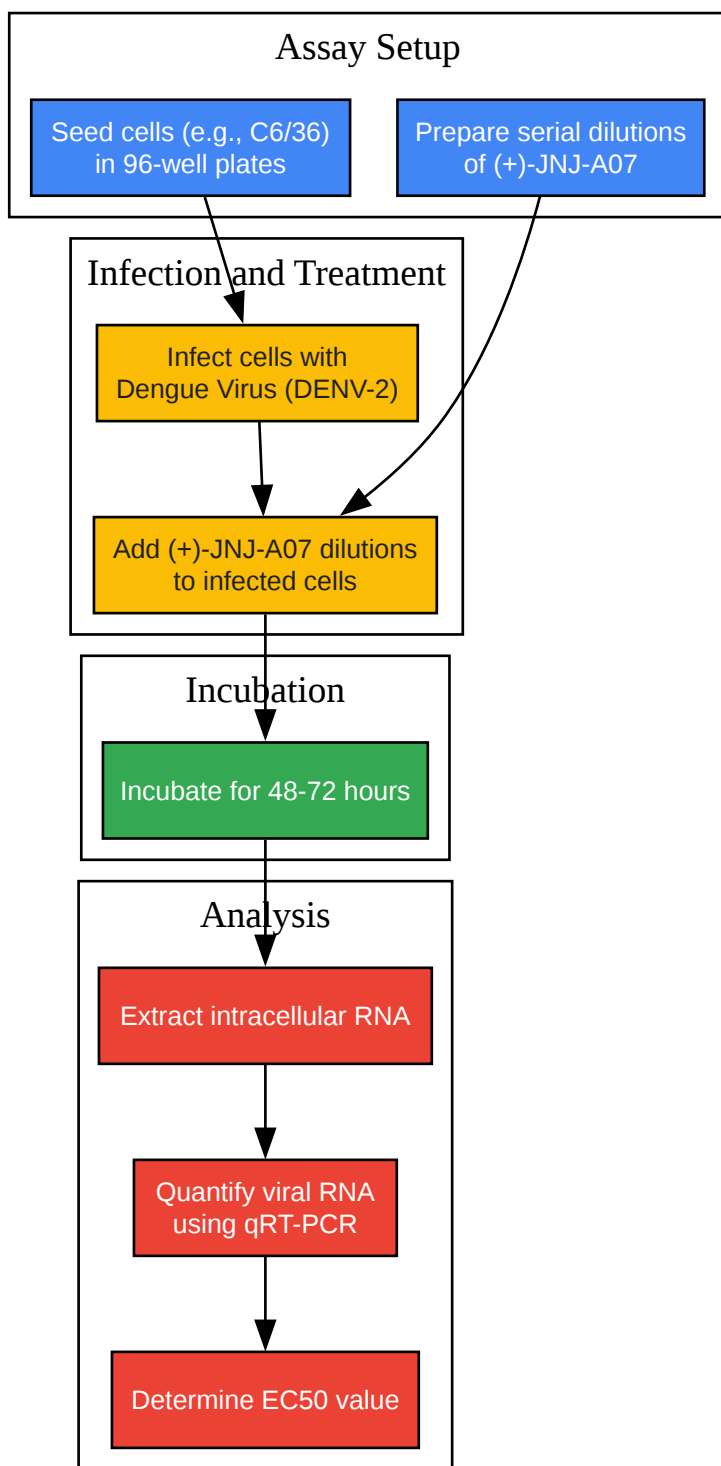 Assay Setup
Seed cells (e.g., C6/36)
in 96-well plates
Prepare serial dilutions
of (+)-JNJ-A07
Infection and Treatment
Infect cells with
Dengue Virus (DENV-2)
Add (+)-JNJ-A07 dilutions
to infected cells
Incubation
Incubate for 48-72 hours
Analysis
Extract intracellular RNA
Quantify viral RNA
using qRT-PCR
Determine EC50 value